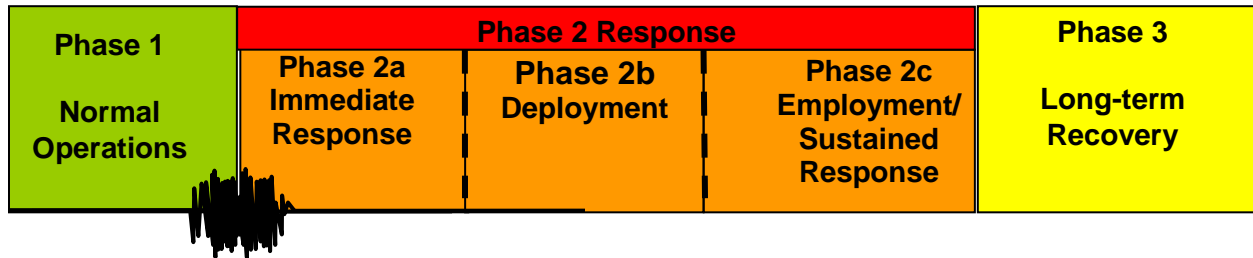 Phase 1
Normal
Operations
Phase 2 Response
Phase 2a
Immediate
Response
Phase 2b
Deployment
Phase 2c
Employment/
Sustained
Response
Phase 3
Long-term
Recovery